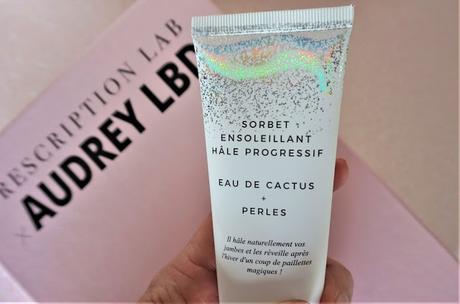 RESCRIPTION LAB
× AUDREY LBD
SORBET
ENSOLEILLANT
HÂLE PROGRESSIF
EAU DE CACTUS
+
PERLES
Il hâle naturellement vos
jambes et les réveille après
l'hiver d'un coup de paillettes
magiques !